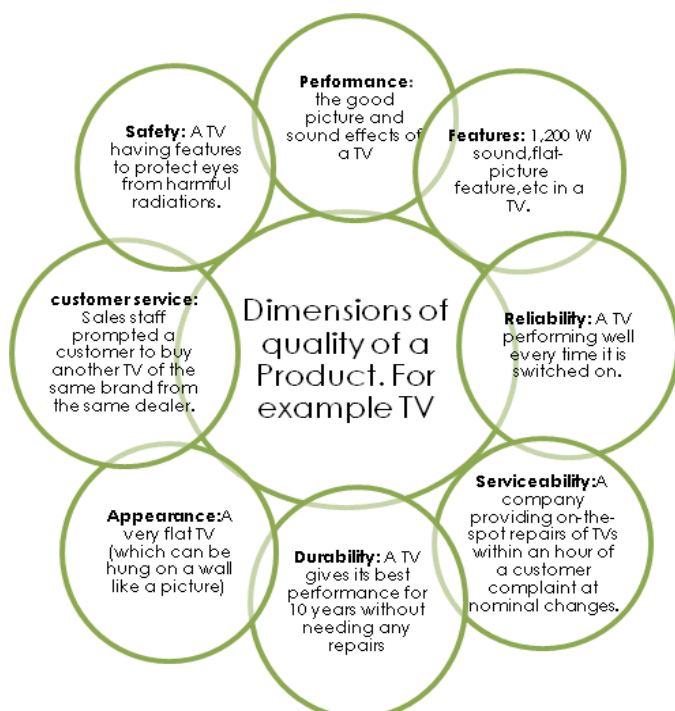 Performance:
the good
picture and
sound effects of
a TV
Features: 1,200 W
sound,flat-
picture
feature,etc in a
TV.
Reliability: A TV
performing well
every time it is
switched on.
Serviceability:A
company
providing on-the-
spot repairs of TVs
within an hour of
a customer
complaint at
nominal changes.
Durability: A TV
gives its best
performance for
10 years without
needing any
repairs
Appearance:A
very flat TV
(which can be
hung on a wall
like a picture)
customer service:
Sales staff
prompted a
customer to buy
another TV of the
same brand from
the same dealer.
Safety: A TV
having features
to protect eyes
from harmful
radiations.
Dimensions of
quality of a
Product. For
example TV